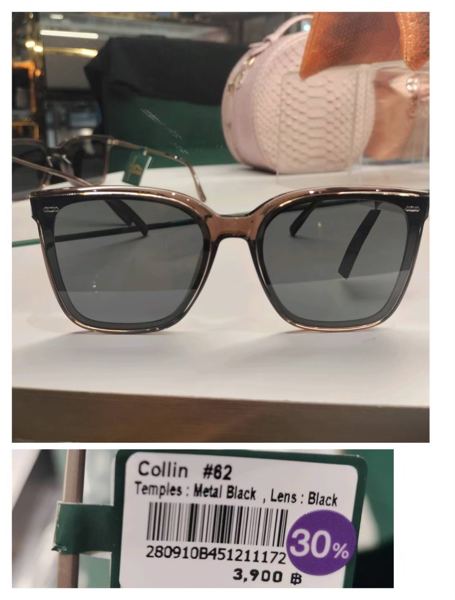 Collin #62
Temples : Metal Black , Lens : Black
280910B451211172
30%
3,900 ฿